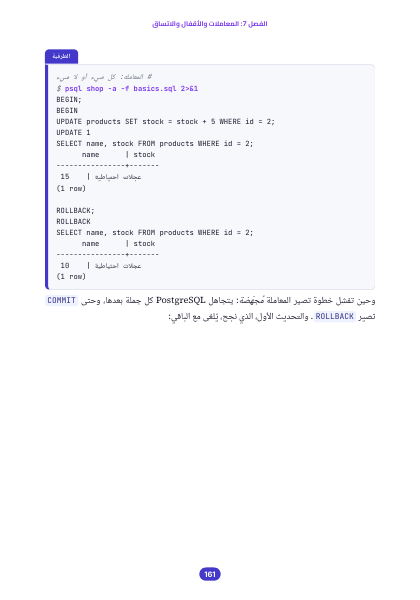 الفصل 7: المعاملات والأقفال والاتساق
الطرفية
# المعاملة: كل شيء أو لا شيء
$ psql shop -a -f basics.sql 2>&1
BEGIN;
BEGIN
UPDATE products SET stock = stock + 5 WHERE id = 2;
UPDATE 1
SELECT name, stock FROM products WHERE id = 2;
name | stock
----------------+-------
عجلات احتياطية | 15
(1 row)
ROLLBACK;
ROLLBACK
SELECT name, stock FROM products WHERE id = 2;
name | stock
----------------+-------
عجلات احتياطية | 10
(1 row)
وحين تفشل خطوة تصير المعاملة مُجهَضة: يتجاهل PostgreSQL كل جملة بعدها، وحتى COMMIT
تصير ROLLBACK. والتحديث الأول، الذي نجح، يُلغى مع الباقي:
161